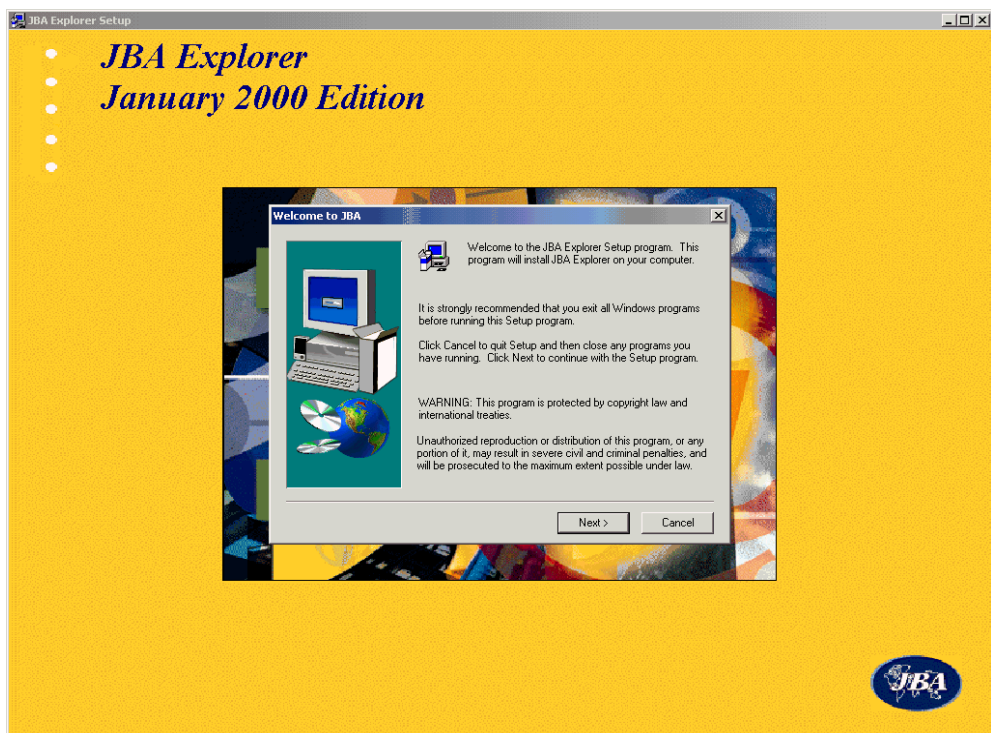 JBA Explorer Setup
JBA Explorer
January 2000 Edition
Welcome to JBA
Welcome to the JBA Explorer Setup program. This
program will install JBA Explorer on your computer.
It is strongly recommended that you exit all Windows programs
before running this Setup program.
Click Cancel to quit Setup and then close any programs you
have running. Click Next to continue with the Setup program.
WARNING: This program is protected by copyright law and
international treaties.
Unauthorized reproduction or distribution of this program, or any
portion of it, may result in severe civil and criminal penalties, and
will be prosecuted to the maximum extent possible under law.
Next >
Cancel
JBA